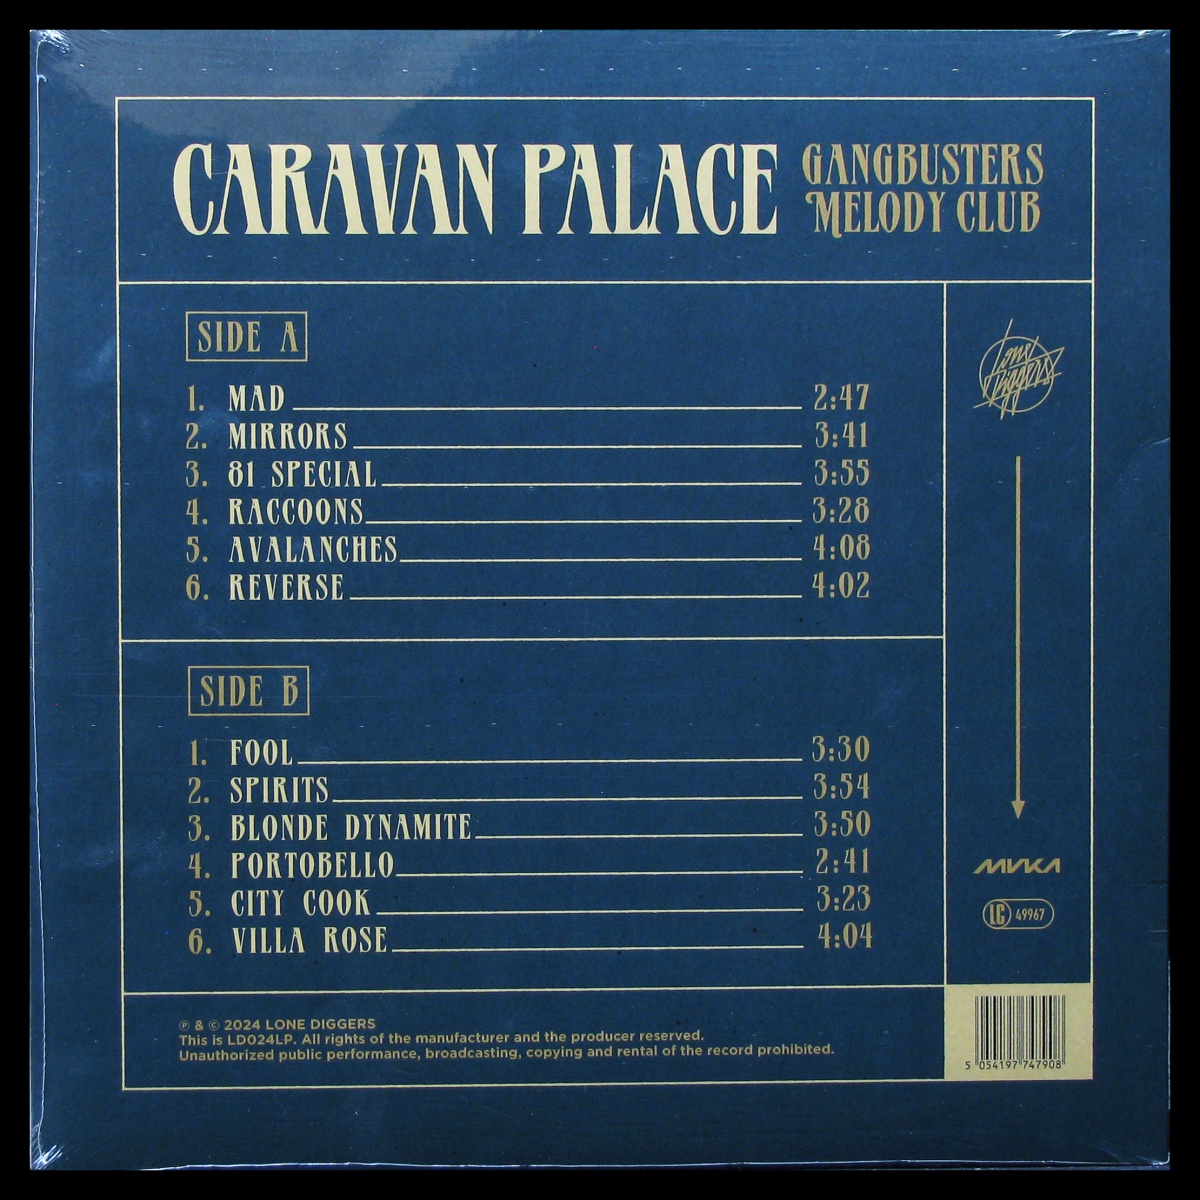 CARAVAN PALACE
GANGBUSTERS
MELODY CLUB
SIDE A
1. MAD 2:47
2. MIRRORS 3:41
3. 81 SPECIAL 3:55
4. RACCOONS 3:28
5. AVALANCHES 4:08
6. REVERSE 4:02
SIDE B
1. FOOL 3:30
2. SPIRITS 3:54
3. BLONDE DYNAMITE 3:50
4. PORTOBELLO 2:41
5. CITY COOK 3:23
6. VILLA ROSE 4:04
Lone
Diggers
MVKA
LC 49967
℗ & © 2024 LONE DIGGERS
This is LD024LP. All rights of the manufacturer and the producer reserved.
Unauthorized public performance, broadcasting, copying and rental of the record prohibited.
5 054197 747908